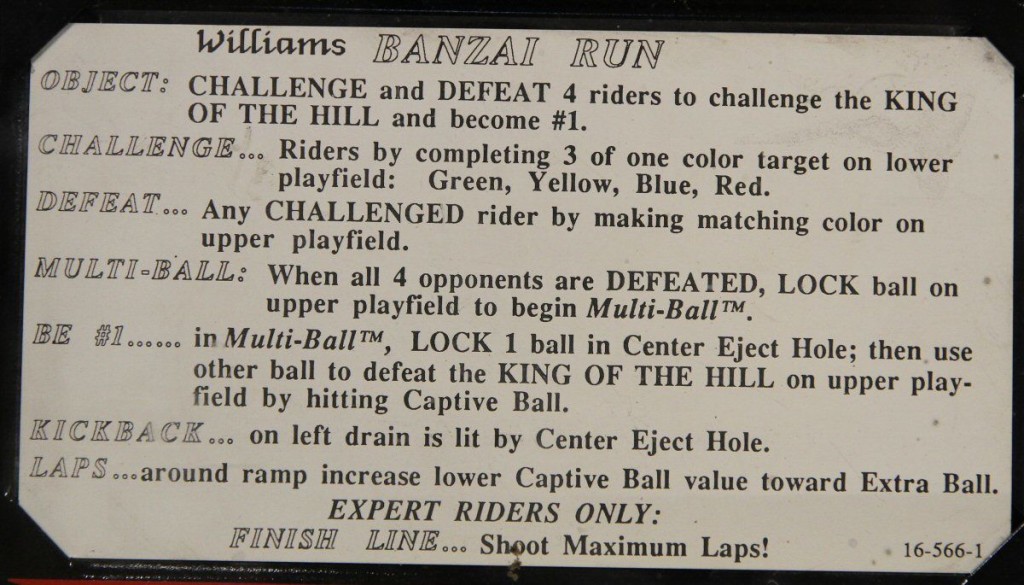 Williams BANZAI RUN
OBJECT: CHALLENGE and DEFEAT 4 riders to challenge the KING
OF THE HILL and become #1.
CHALLENGE... Riders by completing 3 of one color target on lower
playfield: Green, Yellow, Blue, Red.
DEFEAT... Any CHALLENGED rider by making matching color on
upper playfield.
MULTI-BALL: When all 4 opponents are DEFEATED, LOCK ball on
upper playfield to begin Multi-Ball™.
BE #1....... in Multi-Ball™, LOCK 1 ball in Center Eject Hole; then use
other ball to defeat the KING OF THE HILL on upper play-
field by hitting Captive Ball.
KICKBACK... on left drain is lit by Center Eject Hole.
LAPS...around ramp increase lower Captive Ball value toward Extra Ball.
EXPERT RIDERS ONLY:
FINISH LINE... Shoot Maximum Laps!
16-566-1